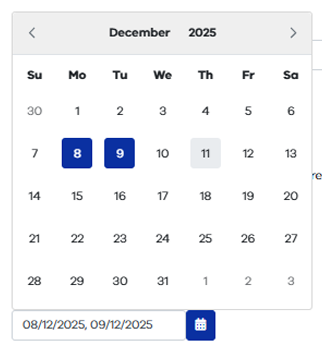 December 2025
Su Mo Tu We Th Fr Sa
30 1 2 3 4 5 6
7 8 9 10 11 12 13
14 15 16 17 18 19 20
21 22 23 24 25 26 27
28 29 30 31 1 2 3
re
08/12/2025, 09/12/2025